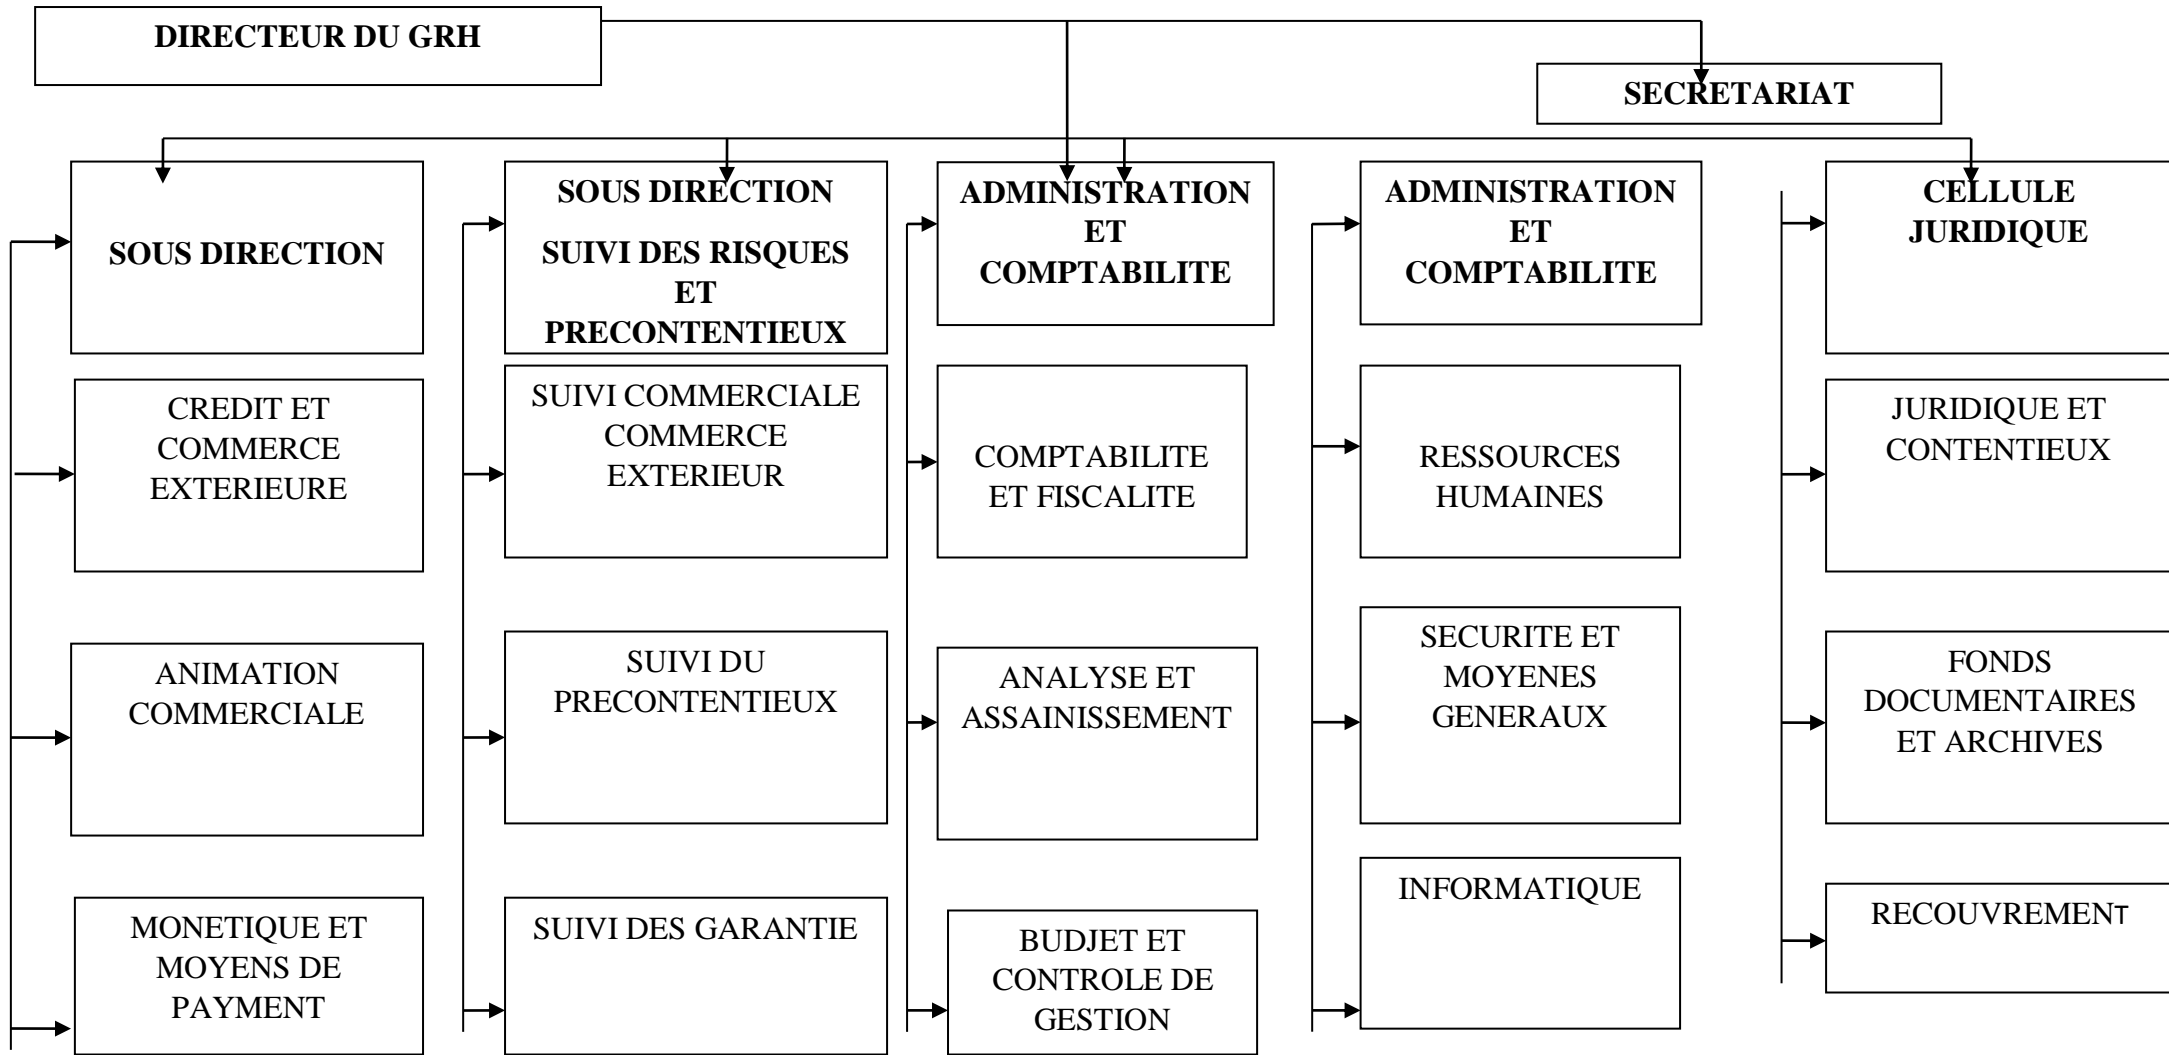 DIRECTEUR DU GRH
SECRETARIAT
SOUS DIRECTION
SOUS DIRECTION
SUIVI DES RISQUES
ET
PRECONTENTIEUX
ADMINISTRATION
ET
COMPTABILITE
ADMINISTRATION
ET
COMPTABILITE
CELLULE
JURIDIQUE
CREDIT ET
COMMERCE
EXTERIEURE
SUIVI COMMERCIALE
COMMERCE
EXTERIEUR
COMPTABILITE
ET FISCALITE
RESSOURCES
HUMAINES
JURIDIQUE ET
CONTENTIEUX
ANIMATION
COMMERCIALE
SUIVI DU
PRECONTENTIEUX
ANALYSE ET
ASSAINISSEMENT
SECURITE ET
MOYENES
GENERAUX
FONDS
DOCUMENTAIRES
ET ARCHIVES
MONETIQUE ET
MOYENS DE
PAYMENT
SUIVI DES GARANTIE
BUDJET ET
CONTROLE DE
GESTION
INFORMATIQUE
RECOUVREMENT